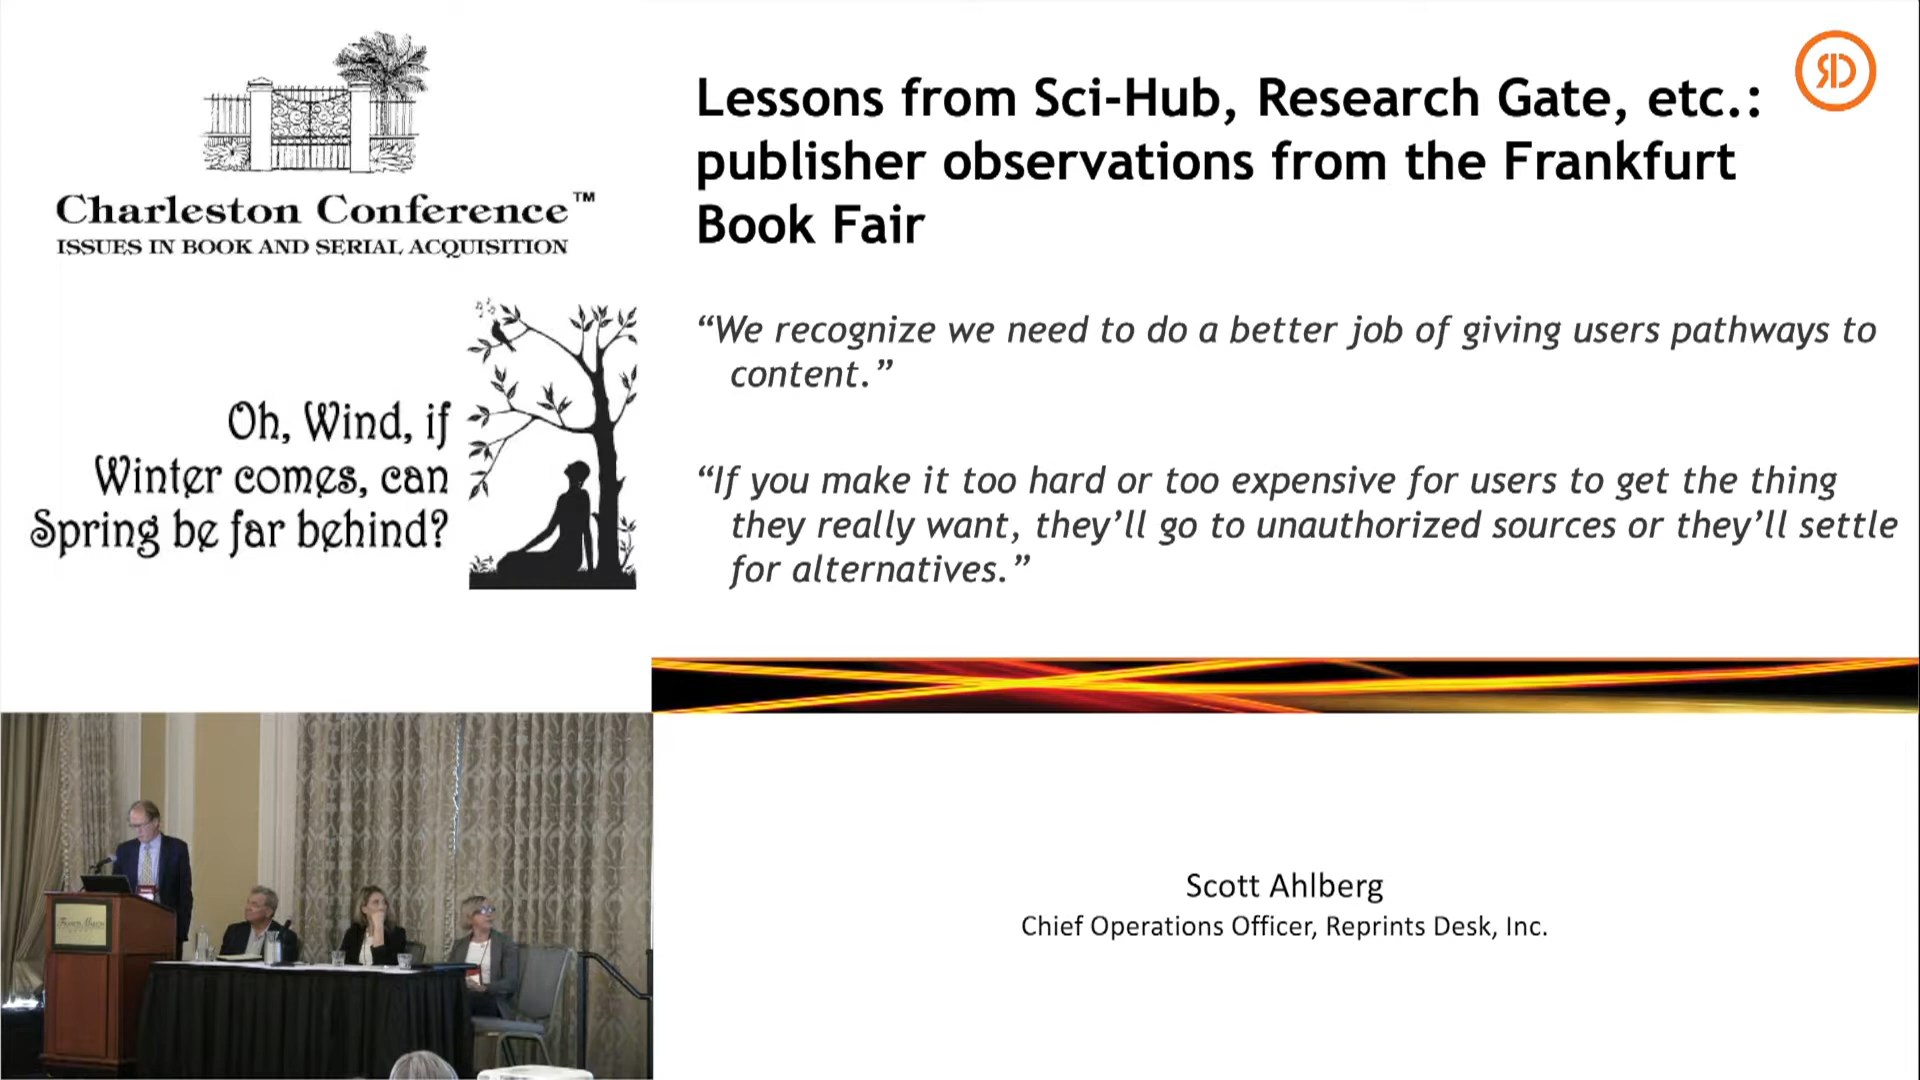 Charleston Conference™
ISSUES IN BOOK AND SERIAL ACQUISITION
Oh, Wind, if
Winter comes, can
Spring be far behind?
Lessons from Sci-Hub, Research Gate, etc.:
publisher observations from the Frankfurt
Book Fair
“We recognize we need to do a better job of giving users pathways to
content.”
“If you make it too hard or too expensive for users to get the thing
they really want, they’ll go to unauthorized sources or they’ll settle
for alternatives.”
Scott Ahlberg
Chief Operations Officer, Reprints Desk, Inc.